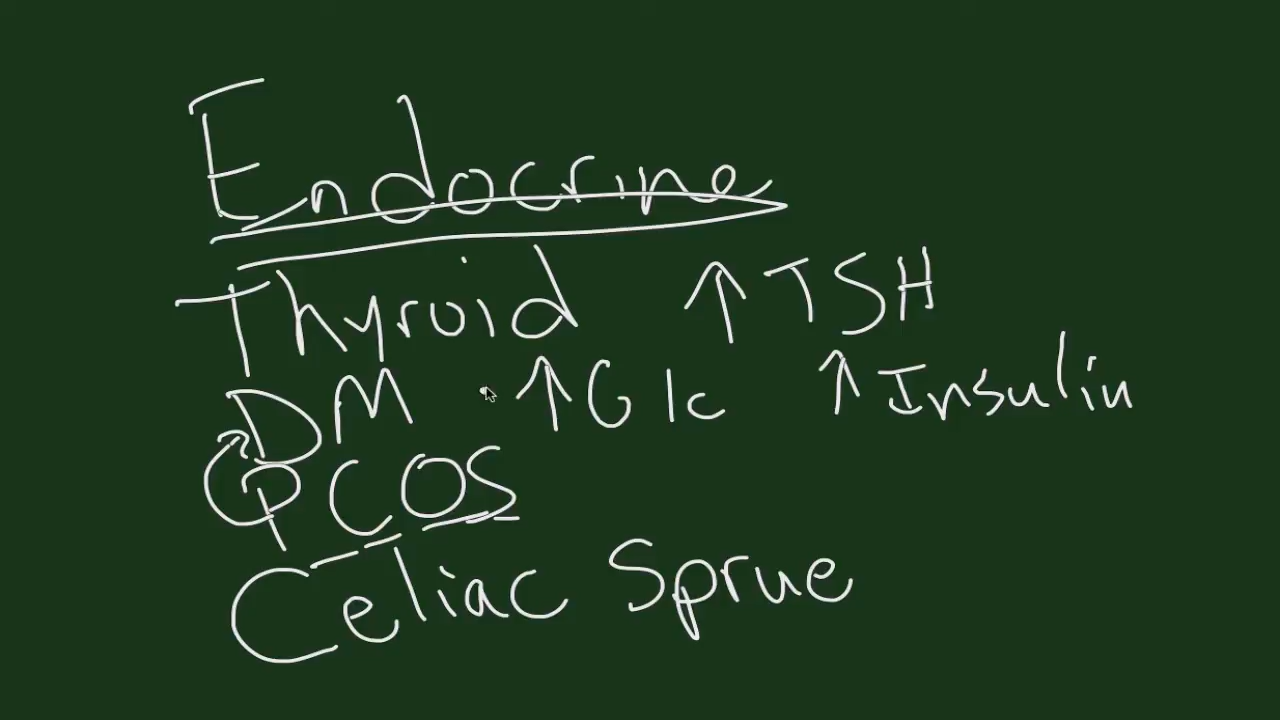 Endocrine
Thyroid ↑ TSH
DM ↑ Glc ↑ Insulin
PCOS
Celiac Sprue